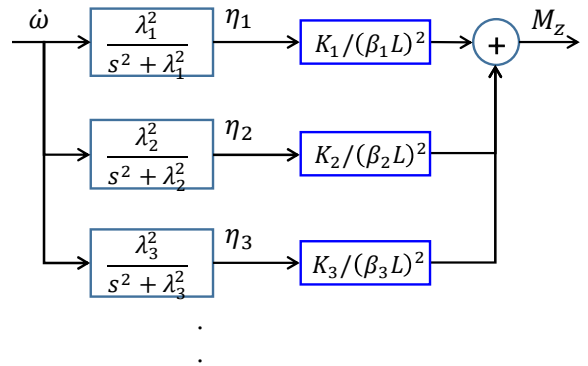 ω̇ λ₁²/(s² + λ₁²) η₁ K₁/(β₁L)² + M_z
λ₂²/(s² + λ₂²) η₂ K₂/(β₂L)²
λ₃²/(s² + λ₃²) η₃ K₃/(β₃L)²
.
.